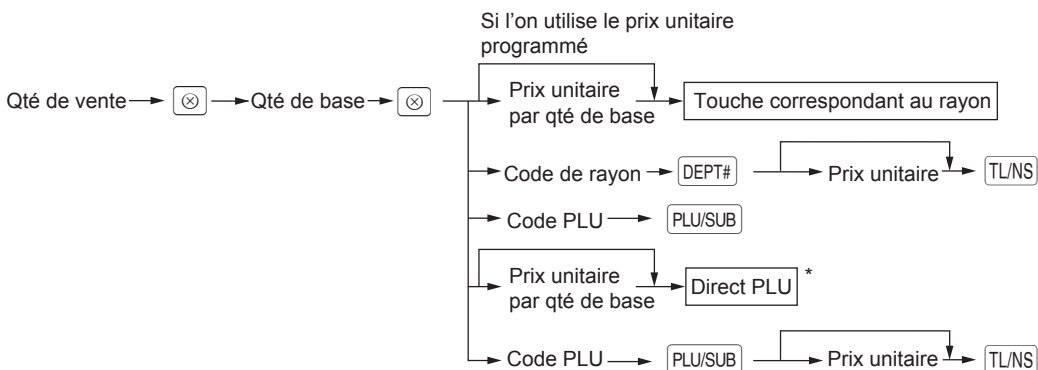 Si l'on utilise le prix unitaire
programmé
Qté de vente ⊗ Qté de base ⊗ Prix unitaire
par qté de base Touche correspondant au rayon
Code de rayon DEPT# Prix unitaire TL/NS
Code PLU PLU/SUB
Prix unitaire
par qté de base Direct PLU *
Code PLU PLU/SUB Prix unitaire TL/NS